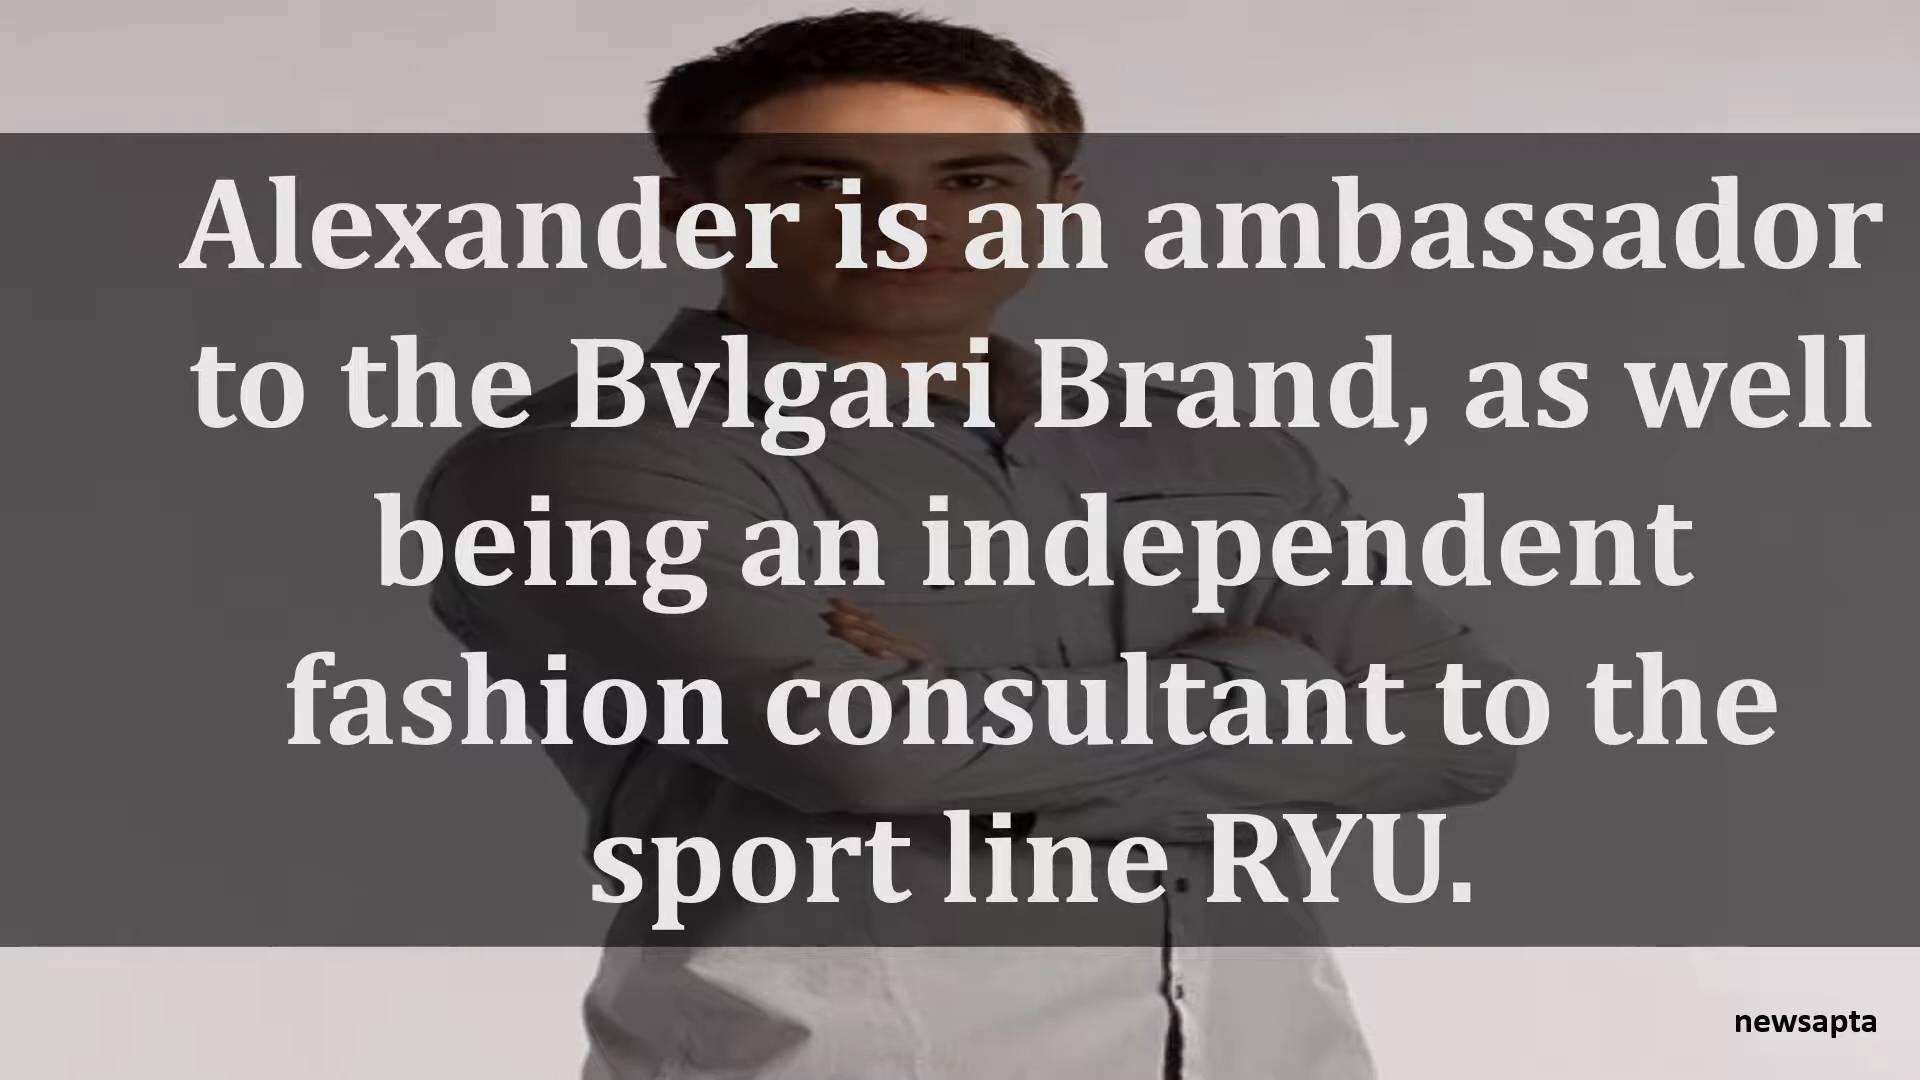 Alexander is an ambassador
to the Bvlgari Brand, as well
being an independent
fashion consultant to the
sport line RYU.
newsapta